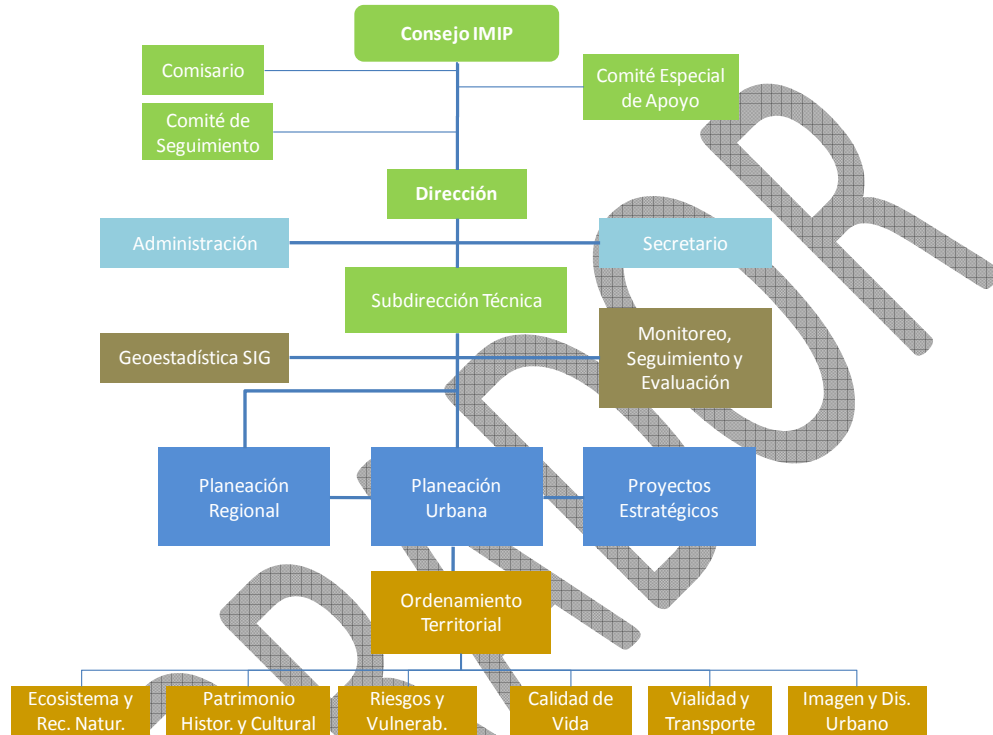 Consejo IMIP
Comisario
Comité Especial
de Apoyo
Comité de
Seguimiento
Dirección
Administración
Secretario
Subdirección Técnica
Geoestadística SIG
Monitoreo,
Seguimiento y
Evaluación
Planeación
Regional
Planeación
Urbana
Proyectos
Estratégicos
Ordenamiento
Territorial
Ecosistema y
Rec. Natur.
Patrimonio
Histor. y Cultural
Riesgos y
Vulnerab.
Calidad de
Vida
Vialidad y
Transporte
Imagen y Dis.
Urbano